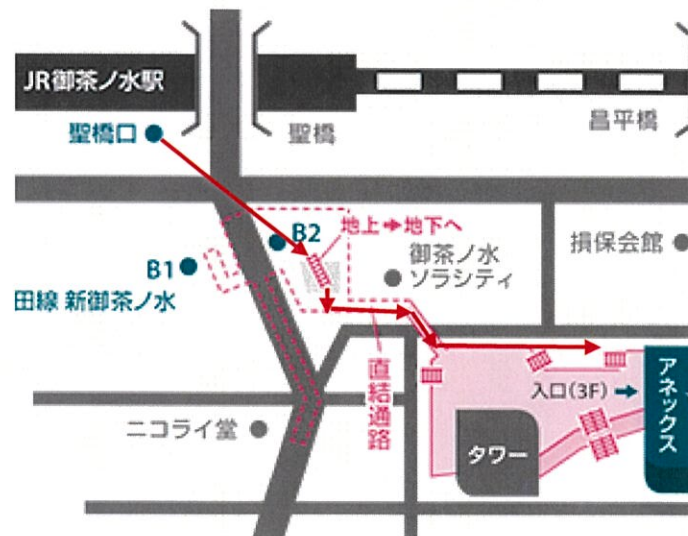 JR御茶ノ水駅
聖橋口
聖橋
昌平橋
B2
地上➜地下へ
御茶ノ水
ソラシティ
損保会館
B1
田線 新御茶ノ水
直結通路
入口(3F)➜
アネックス
ニコライ堂
タワー